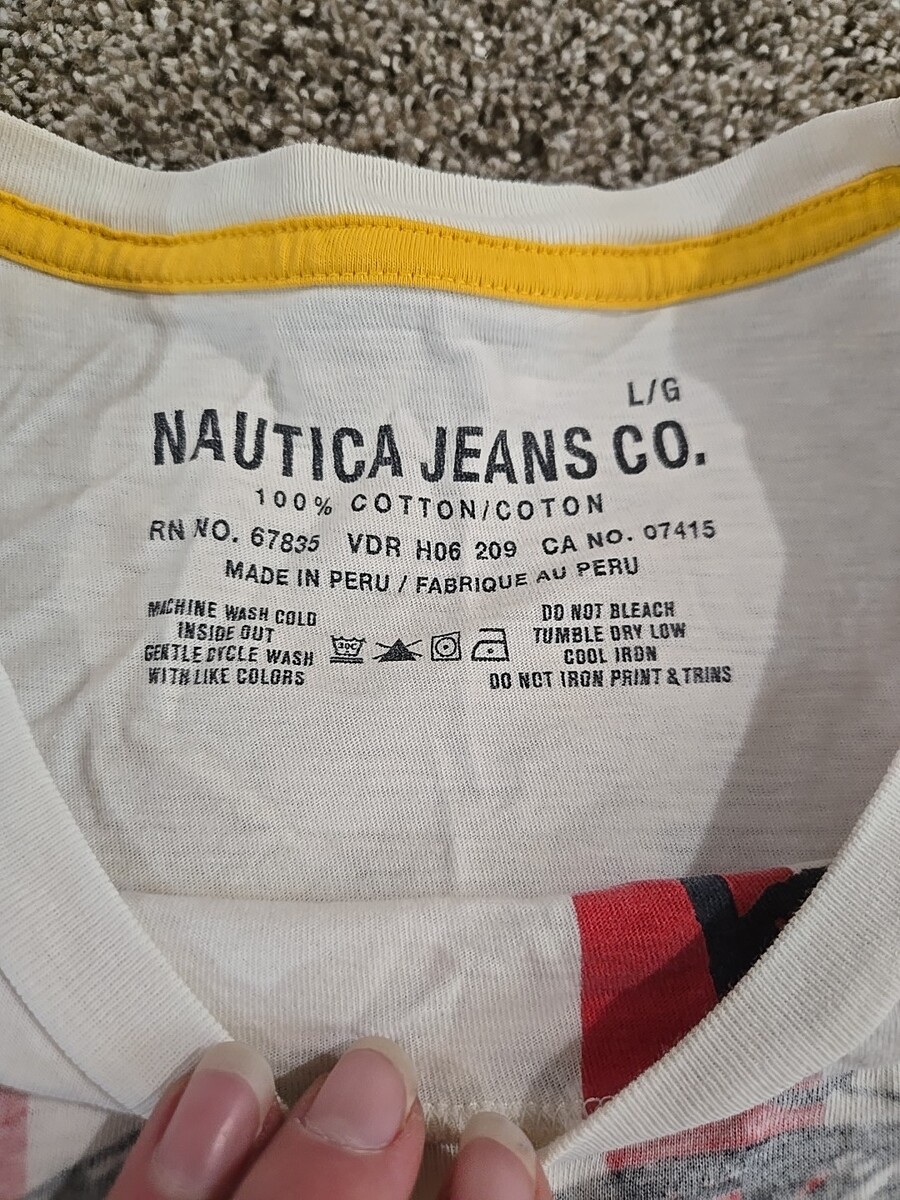 L/G
NAUTICA JEANS CO.
100% COTTON/COTON
RN NO. 67835 VDR H06 209 CA NO. 07415
MADE IN PERU / FABRIQUE AU PERU
MACHINE WASH COLD
INSIDE OUT
GENTLE CYCLE WASH
WITH LIKE COLORS
30C
DO NOT BLEACH
TUMBLE DRY LOW
COOL IRON
DO NOT IRON PRINT & TRINS